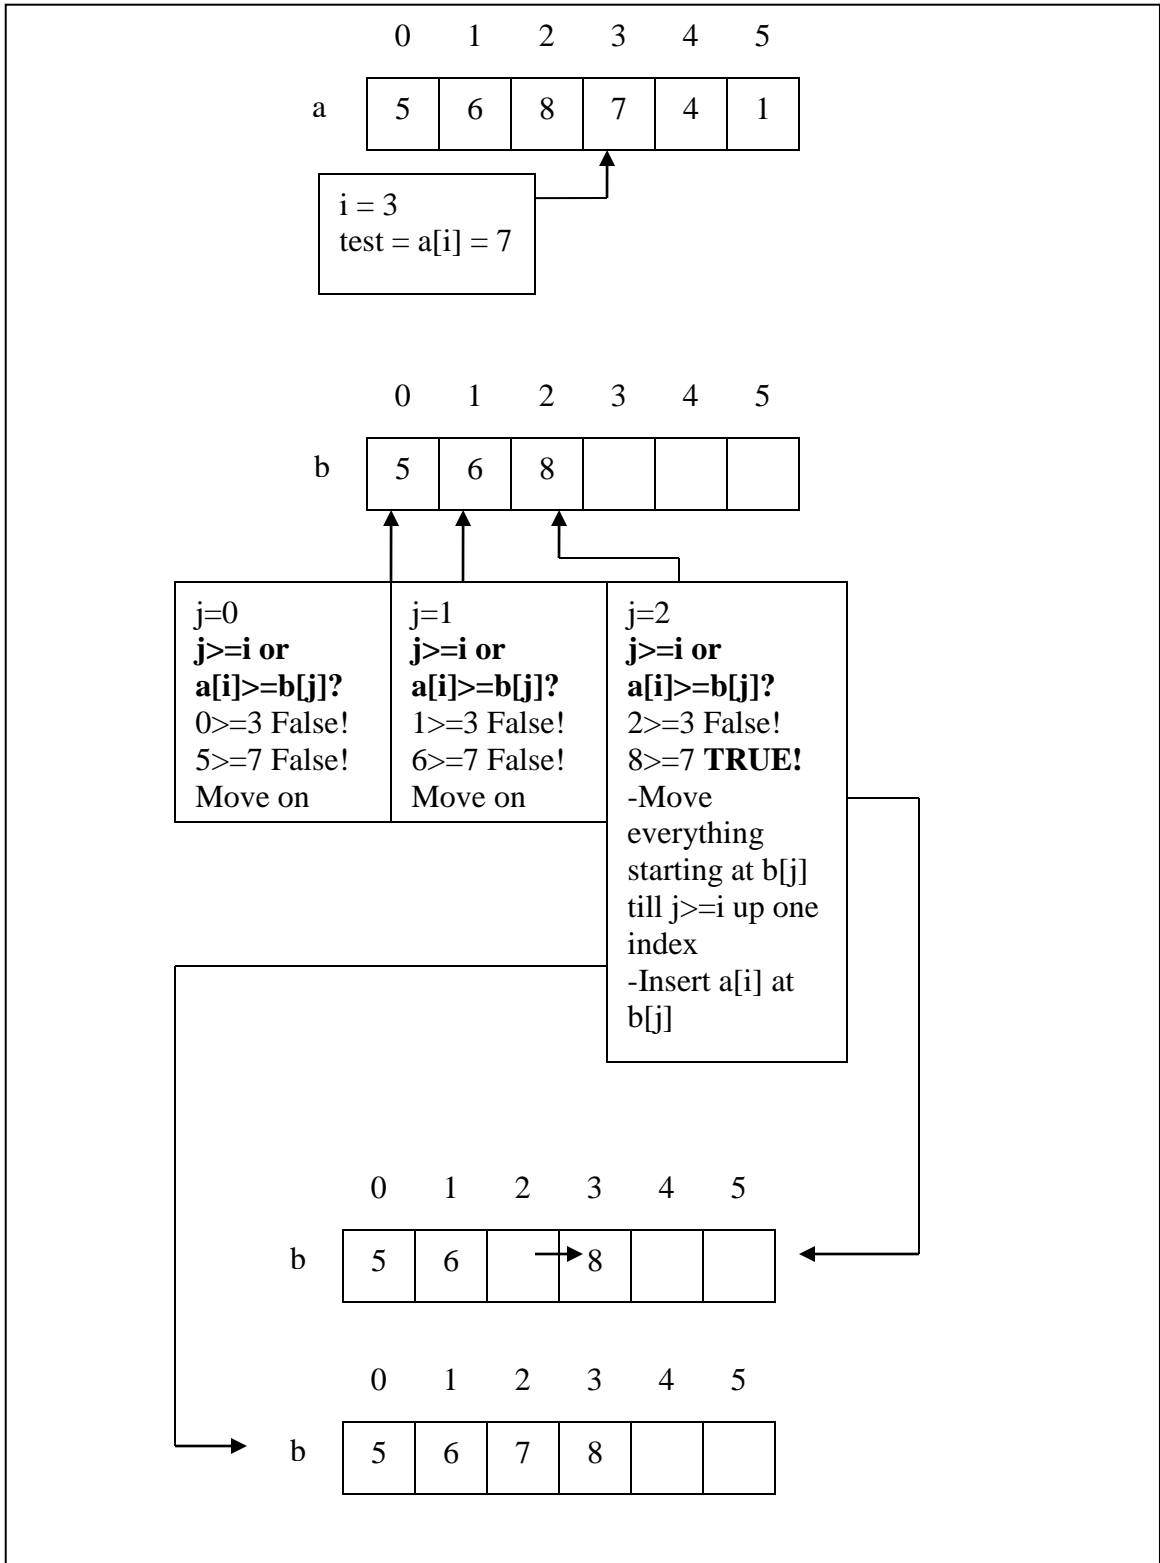 0 1 2 3 4 5
a 5 6 8 7 4 1
i = 3
test = a[i] = 7
0 1 2 3 4 5
b 5 6 8
j=0
j>=i or
a[i]>=b[j]?
0>=3 False!
5>=7 False!
Move on
j=1
j>=i or
a[i]>=b[j]?
1>=3 False!
6>=7 False!
Move on
j=2
j>=i or
a[i]>=b[j]?
2>=3 False!
8>=7 TRUE!
-Move
everything
starting at b[j]
till j>=i up one
index
-Insert a[i] at
b[j]
0 1 2 3 4 5
b 5 6 8
0 1 2 3 4 5
b 5 6 7 8